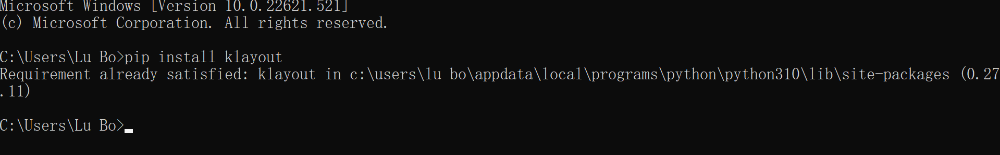 Microsoft Windows [Version 10.0.22621.521]
(c) Microsoft Corporation. All rights reserved.
C:\Users\Lu Bo>pip install klayout
Requirement already satisfied: klayout in c:\users\lu bo\appdata\local\programs\python\python310\lib\site-packages (0.27
.11)
C:\Users\Lu Bo>